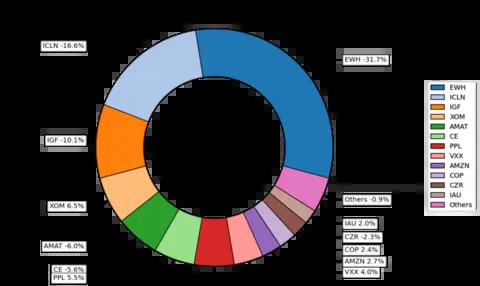 ICLN -16.6%
EWH -31.7%
IGF -10.1%
XOM 6.5%
AMAT -6.0%
CE -5.6%
PPL 5.5%
Others -0.9%
IAU 2.0%
CZR -2.3%
COP 2.4%
AMZN 2.7%
VXX 4.0%
EWH
ICLN
IGF
XOM
AMAT
CE
PPL
VXX
AMZN
COP
CZR
IAU
Others